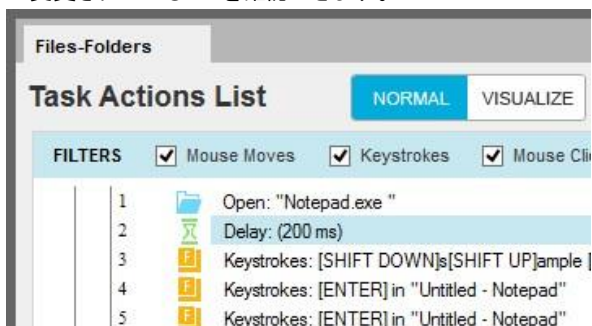 Files-Folders
Task Actions List NORMAL VISUALIZE
FILTERS Mouse Moves Keystrokes Mouse
1 Open: "Notepad.exe "
2 Delay: (200 ms)
3 Keystrokes: [SHIFT DOWN]s[SHIFT UP]ample [
4 Keystrokes: [ENTER] in "Untitled - Notepad"
5 Keystrokes: [ENTER] in "Untitled - Notepad"